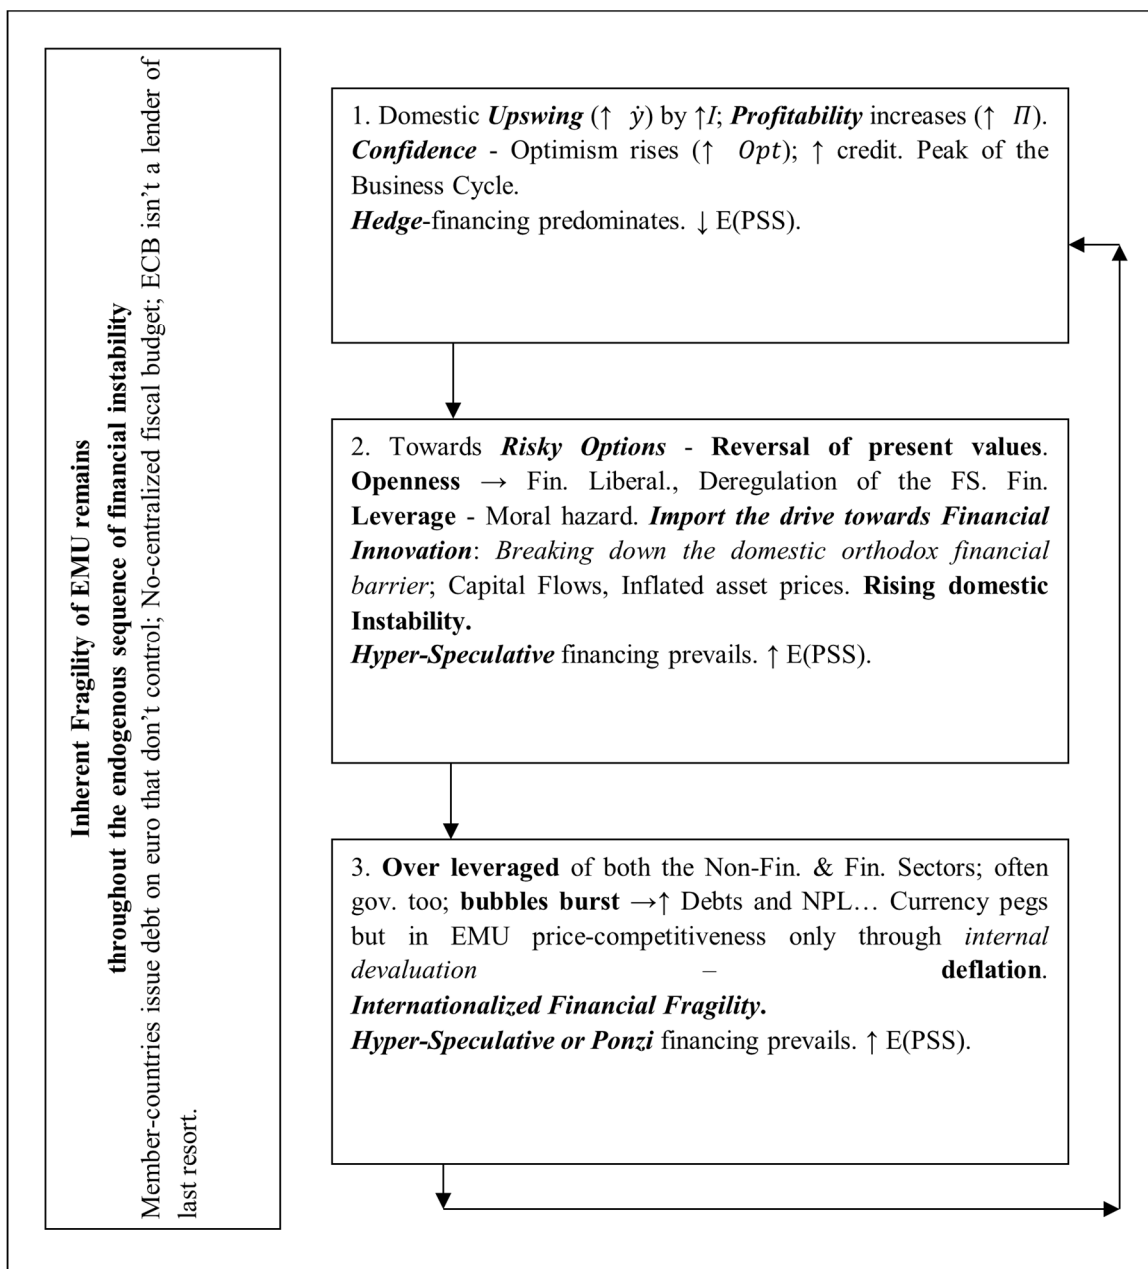 Inherent Fragility of EMU remains
throughout the endogenous sequence of financial instability
Member-countries issue debt on euro that don’t control; No-centralized fiscal budget; ECB isn’t a lender of
last resort.
1. Domestic Upswing (↑ ẏ) by ↑I; Profitability increases (↑ Π).
Confidence - Optimism rises (↑ Opt); ↑ credit. Peak of the
Business Cycle.
Hedge-financing predominates. ↓ E(PSS).
2. Towards Risky Options - Reversal of present values.
Openness → Fin. Liberal., Deregulation of the FS. Fin.
Leverage - Moral hazard. Import the drive towards Financial
Innovation: Breaking down the domestic orthodox financial
barrier; Capital Flows, Inflated asset prices. Rising domestic
Instability.
Hyper-Speculative financing prevails. ↑ E(PSS).
3. Over leveraged of both the Non-Fin. & Fin. Sectors; often
gov. too; bubbles burst →↑ Debts and NPL… Currency pegs
but in EMU price-competitiveness only through internal
devaluation – deflation.
Internationalized Financial Fragility.
Hyper-Speculative or Ponzi financing prevails. ↑ E(PSS).